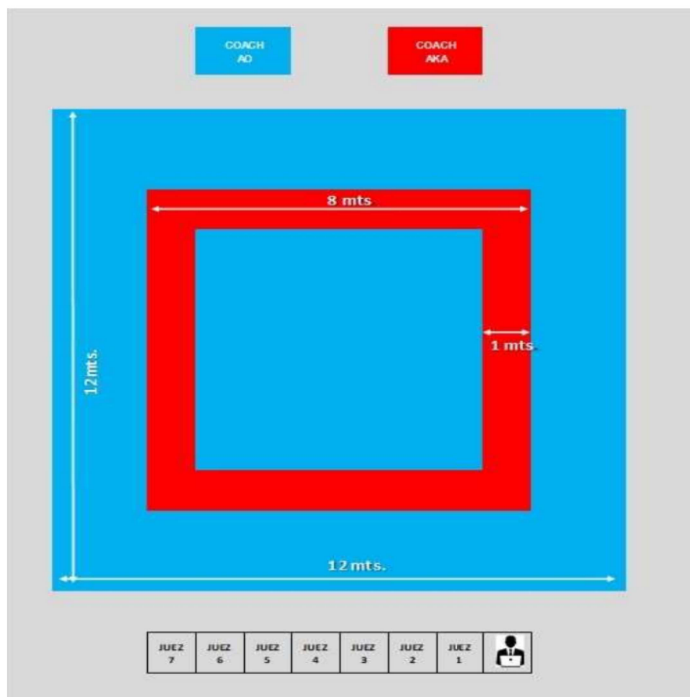 COACH
AO
COACH
AKA
8 mts
1 mts.
12 mts.
12 mts.
JUEZ
7
JUEZ
6
JUEZ
5
JUEZ
4
JUEZ
3
JUEZ
2
JUEZ
1